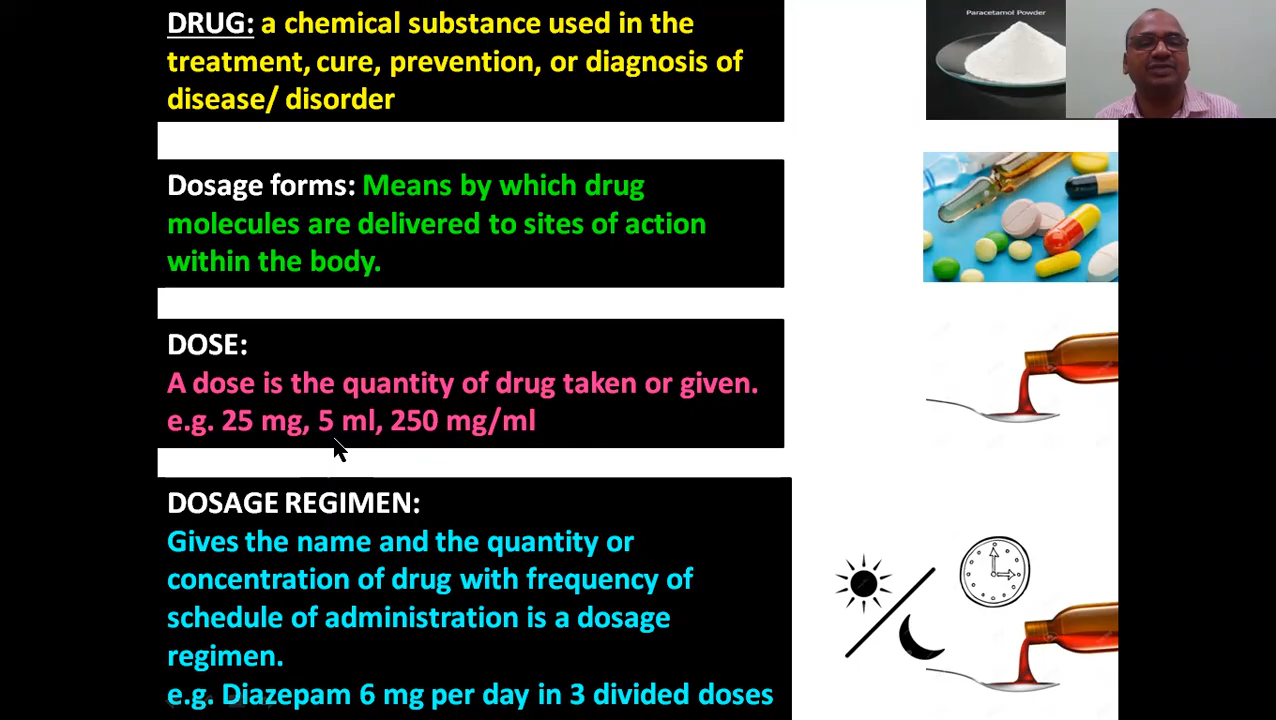 DRUG: a chemical substance used in the
treatment, cure, prevention, or diagnosis of
disease/ disorder
Paracetamol Powder
Dosage forms: Means by which drug
molecules are delivered to sites of action
within the body.
DOSE:
A dose is the quantity of drug taken or given.
e.g. 25 mg, 5 ml, 250 mg/ml
DOSAGE REGIMEN:
Gives the name and the quantity or
concentration of drug with frequency of
schedule of administration is a dosage
regimen.
e.g. Diazepam 6 mg per day in 3 divided doses